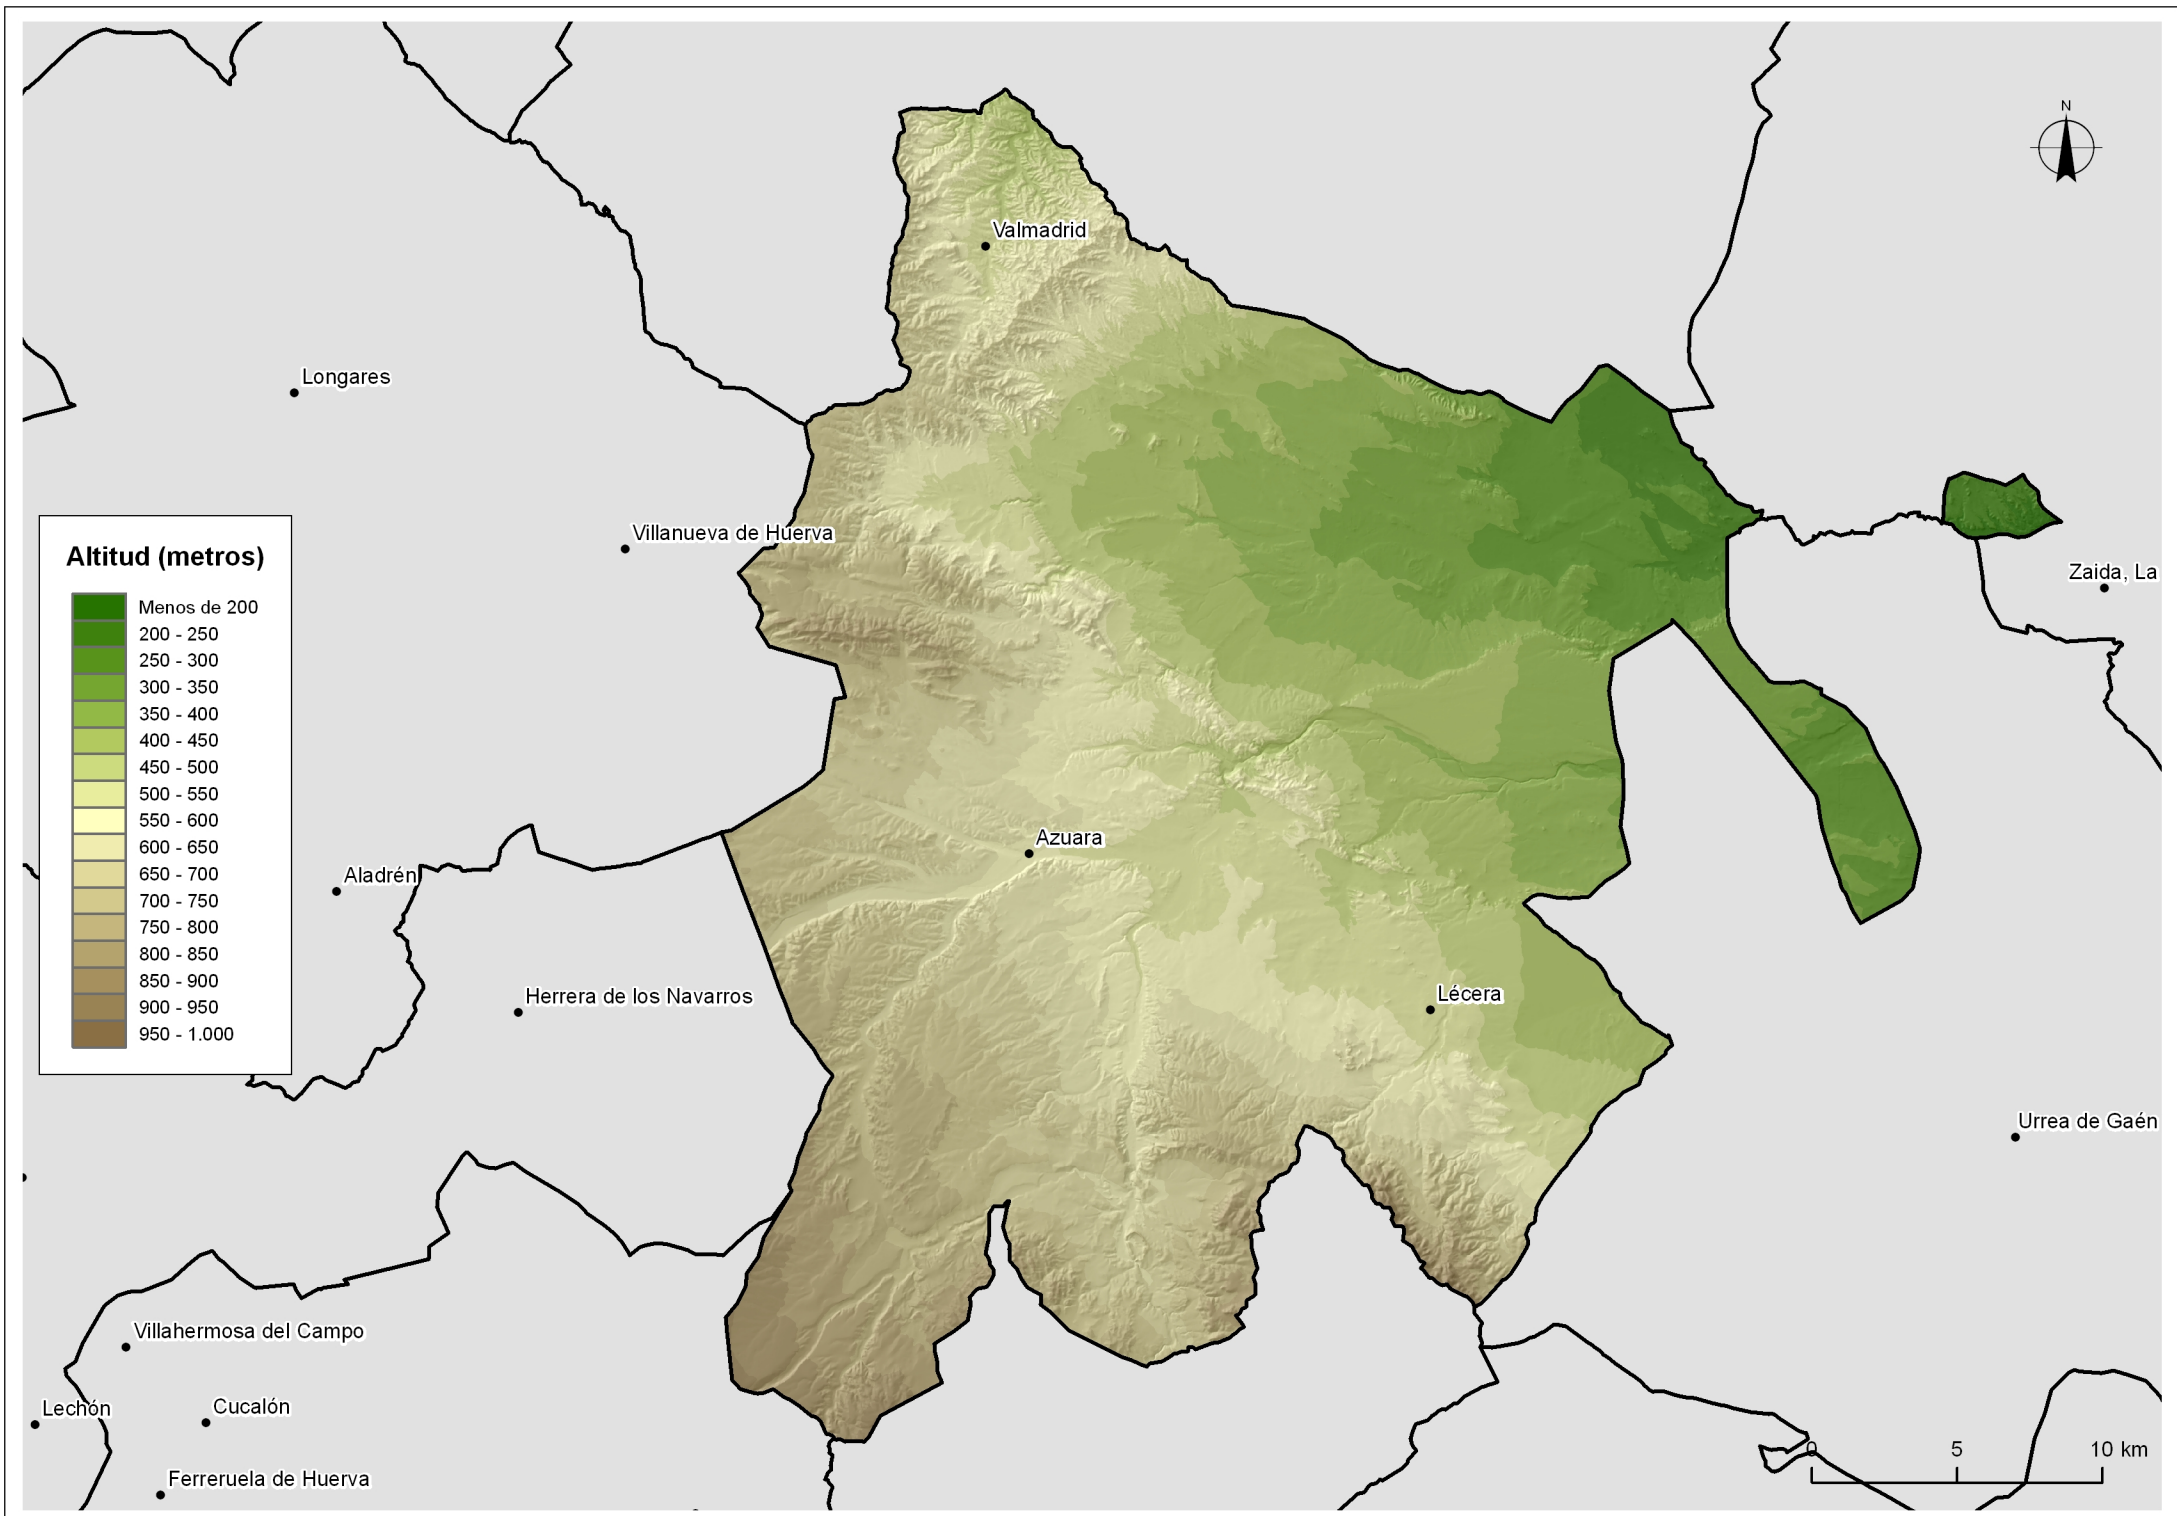 N
Valmadrid
Longares
Villanueva de Huerva
Zaida, La
Altitud (metros)
Menos de 200
200 - 250
250 - 300
300 - 350
350 - 400
400 - 450
450 - 500
500 - 550
550 - 600
600 - 650
650 - 700
700 - 750
750 - 800
800 - 850
850 - 900
900 - 950
950 - 1.000
Azuara
Aladrén
Herrera de los Navarros
Lécera
Urrea de Gaén
Villahermosa del Campo
Lechón
Cucalón
Ferreruela de Huerva
0 5 10 km